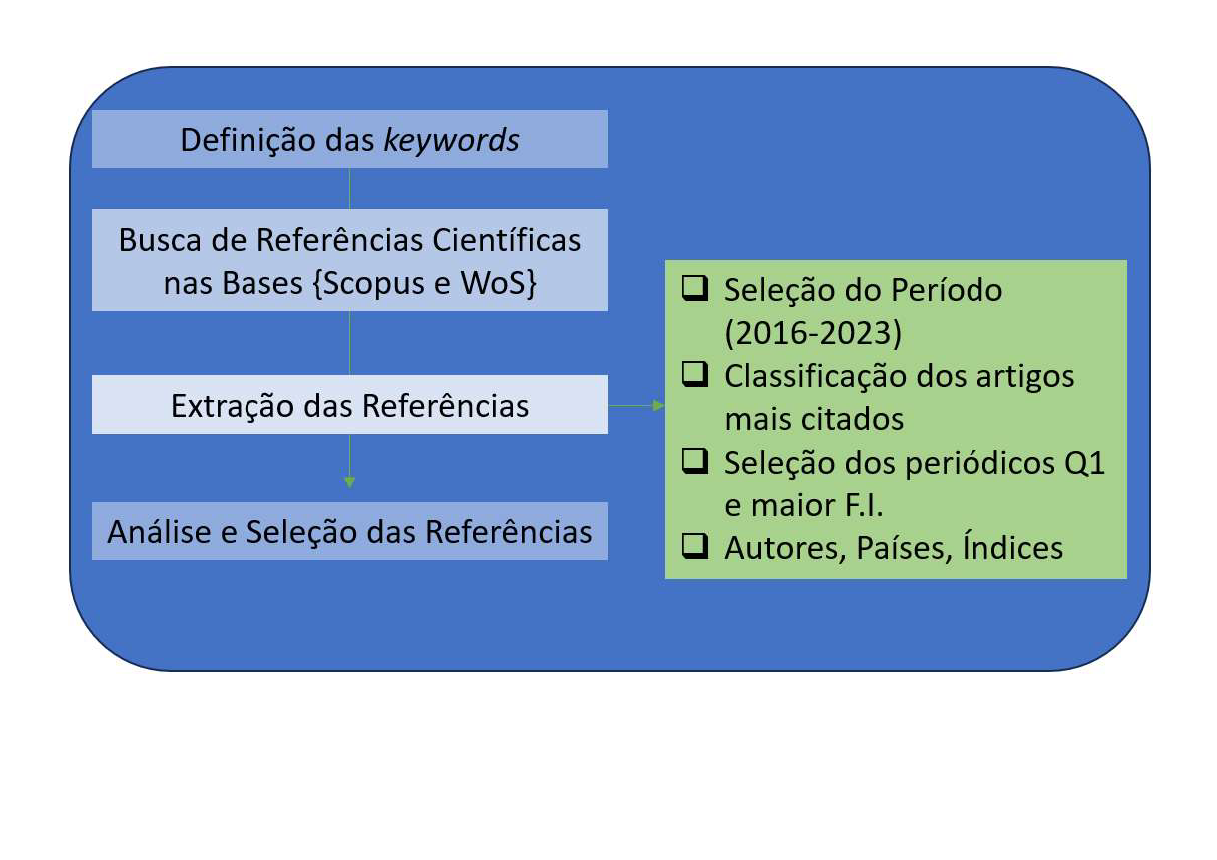 Definição das keywords
Busca de Referências Científicas
nas Bases {Scopus e WoS}
Extração das Referências
Análise e Seleção das Referências
❑ Seleção do Período
(2016-2023)
❑ Classificação dos artigos
mais citados
❑ Seleção dos periódicos Q1
e maior F.I.
❑ Autores, Países, Índices